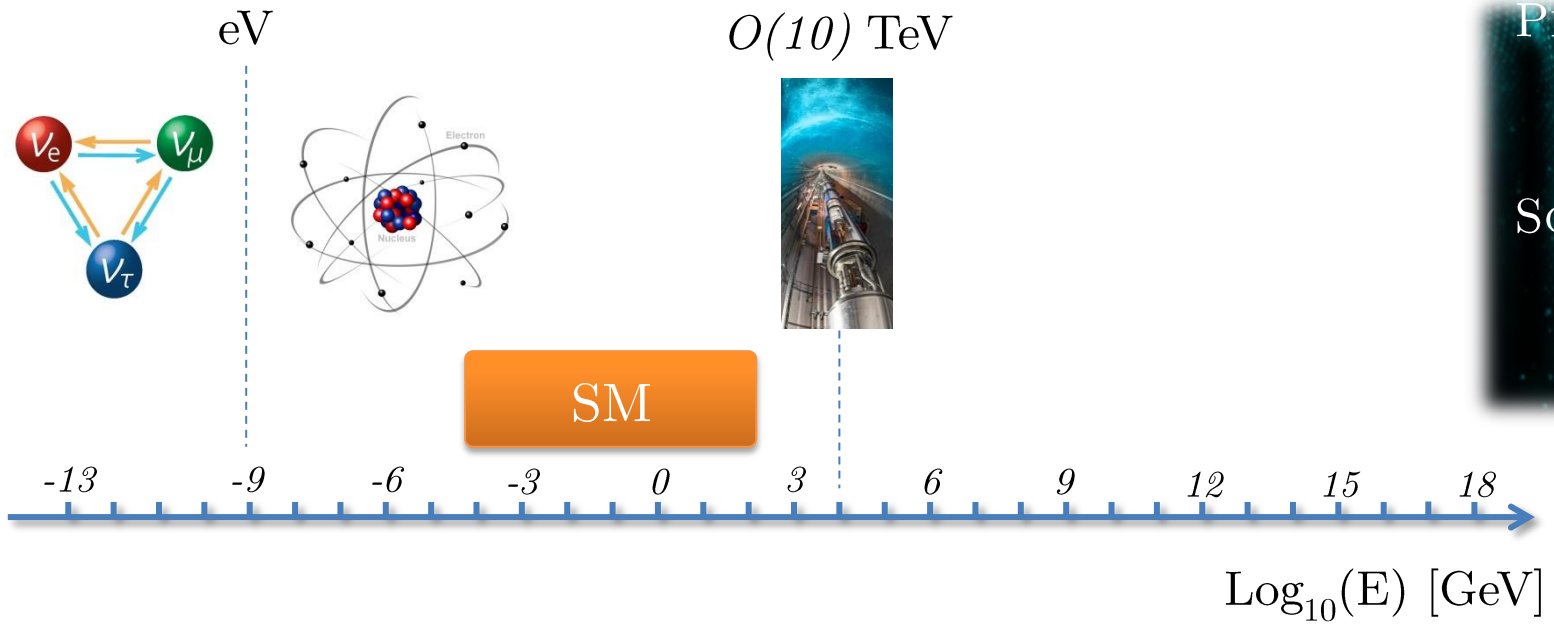 eV
O(10) TeV
νe
νμ
ντ
Electron
Nucleus
SM
-13 -9 -6 -3 0 3 6 9 12 15 18
Log10(E) [GeV]